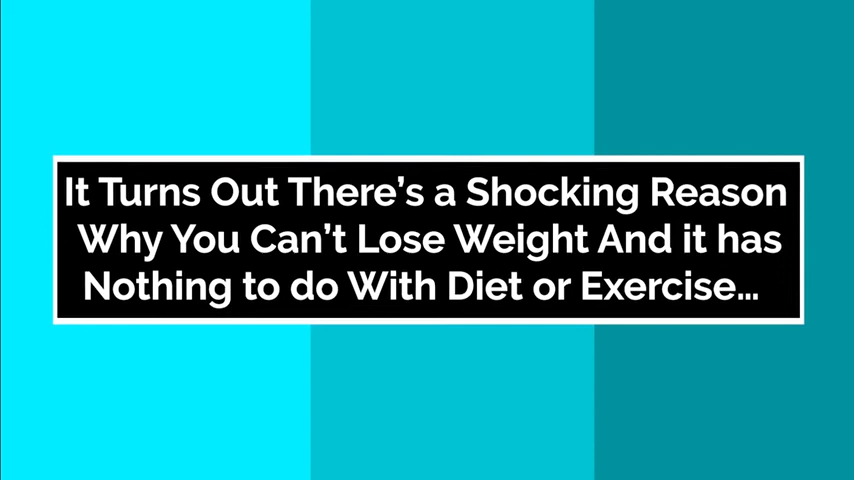 It Turns Out There’s a Shocking Reason
Why You Can’t Lose Weight And it has
Nothing to do With Diet or Exercise...